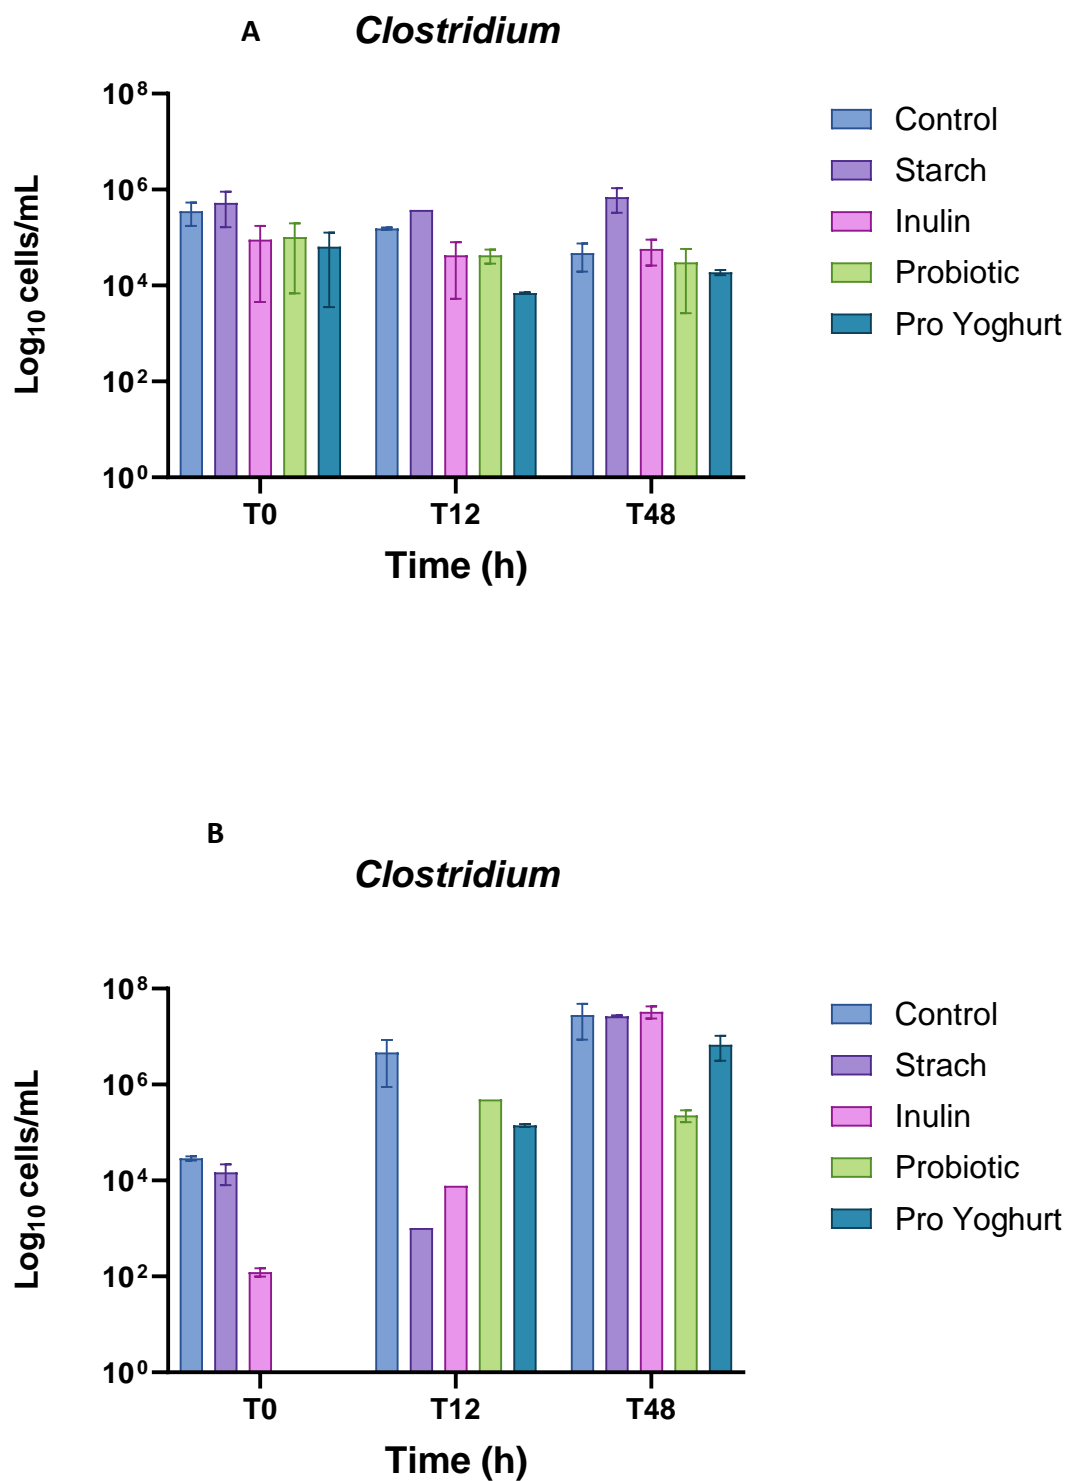 A
Clostridium
10⁸
10⁶
10⁴
10²
10⁰
Log₁₀ cells/mL
T0 T12 T48
Time (h)
Control
Starch
Inulin
Probiotic
Pro Yoghurt
B
Clostridium
10⁸
10⁶
10⁴
10²
10⁰
Log₁₀ cells/mL
T0 T12 T48
Time (h)
Control
Strach
Inulin
Probiotic
Pro Yoghurt